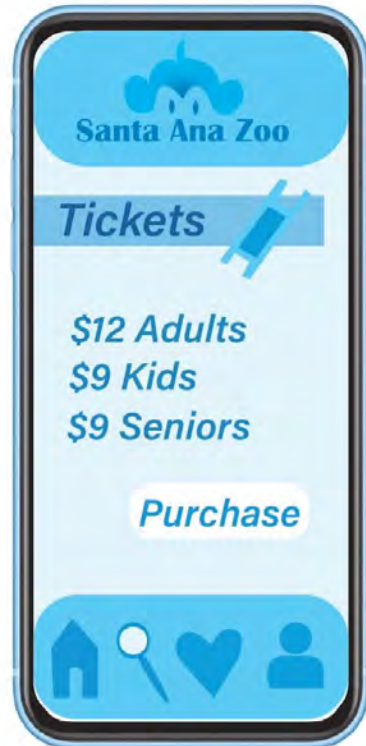 Santa Ana Zoo
Tickets
$12 Adults
$9 Kids
$9 Seniors
Purchase